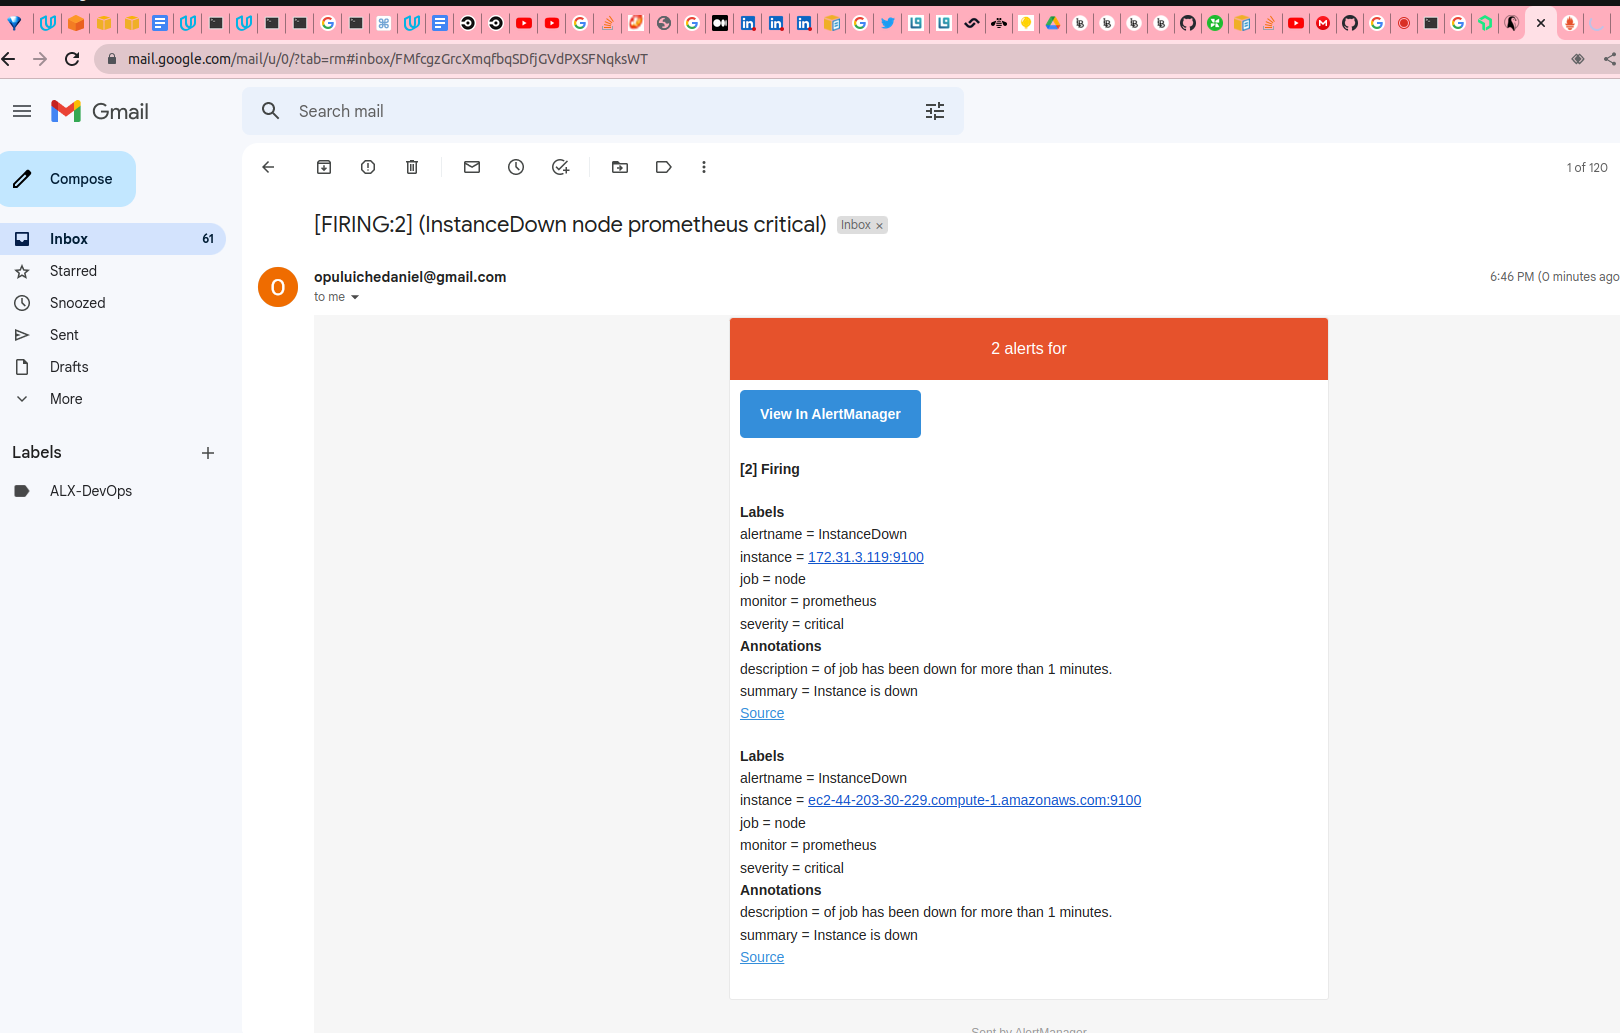 mail.google.com/mail/u/0/?tab=rm#inbox/FMfcgzGrcXmqfbqSDfjGVdPXSFNqksWT
Gmail
Search mail
Compose
1 of 120
[FIRING:2] (InstanceDown node prometheus critical) Inbox ×
Inbox 61
Starred
Snoozed
Sent
Drafts
More
Labels
ALX-DevOps
O
opuluichedaniel@gmail.com
6:46 PM (0 minutes ago
to me
2 alerts for
View In AlertManager
[2] Firing
Labels
alertname = InstanceDown
instance = 172.31.3.119:9100
job = node
monitor = prometheus
severity = critical
Annotations
description = of job has been down for more than 1 minutes.
summary = Instance is down
Source
Labels
alertname = InstanceDown
instance = ec2-44-203-30-229.compute-1.amazonaws.com:9100
job = node
monitor = prometheus
severity = critical
Annotations
description = of job has been down for more than 1 minutes.
summary = Instance is down
Source
Sent by AlertManager